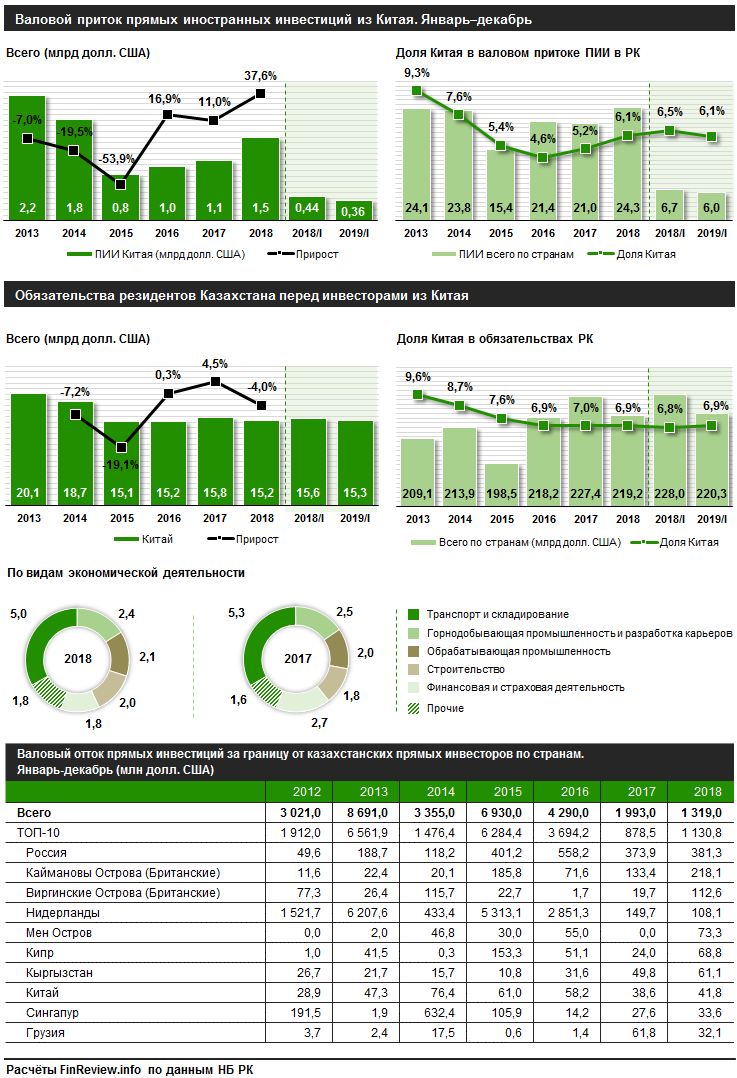 Валовой приток прямых иностранных инвестиций из Китая. Январь–декабрь
Всего (млрд долл. США)
-7,0% -19,5% -53,9% 16,9% 11,0% 37,6%
2,2 1,8 0,8 1,0 1,1 1,5 0,44 0,36
2013 2014 2015 2016 2017 2018 2018/I 2019/I
ПИИ Китая (млрд долл. США) Прирост
Доля Китая в валовом притоке ПИИ в РК
9,3% 7,6% 5,4% 4,6% 5,2% 6,1% 6,5% 6,1%
24,1 23,8 15,4 21,4 21,0 24,3 6,7 6,0
2013 2014 2015 2016 2017 2018 2018/I 2019/I
ПИИ всего по странам Доля Китая
Обязательства резидентов Казахстана перед инвесторами из Китая
Всего (млрд долл. США)
-7,2% -19,1% 0,3% 4,5% -4,0%
20,1 18,7 15,1 15,2 15,8 15,2 15,6 15,3
2013 2014 2015 2016 2017 2018 2018/I 2019/I
Китай Прирост
Доля Китая в обязательствах РК
9,6% 8,7% 7,6% 6,9% 7,0% 6,9% 6,8% 6,9%
209,1 213,9 198,5 218,2 227,4 219,2 228,0 220,3
2013 2014 2015 2016 2017 2018 2018/I 2019/I
Всего по странам (млрд долл. США) Доля Китая
По видам экономической деятельности
5,0 2,4 2,1 2,0 1,8 1,8
2018
5,3 2,5 2,0 1,8 2,7 1,6
2017
Транспорт и складирование
Горнодобывающая промышленность и разработка карьеров
Обрабатывающая промышленность
Строительство
Финансовая и страховая деятельность
Прочие
Валовый отток прямых инвестиций за границу от казахстанских прямых инвесторов по странам.
Январь-декабрь (млн долл. США)
2012 2013 2014 2015 2016 2017 2018
Всего 3 021,0 8 691,0 3 355,0 6 930,0 4 290,0 1 993,0 1 319,0
ТОП-10 1 912,0 6 561,9 1 476,4 6 284,4 3 694,2 878,5 1 130,8
Россия 49,6 188,7 118,2 401,2 558,2 373,9 381,3
Каймановы Острова (Британские) 11,6 22,4 20,1 185,8 71,6 133,4 218,1
Виргинские Острова (Британские) 77,3 26,4 115,7 22,7 1,7 19,7 112,6
Нидерланды 1 521,7 6 207,6 433,4 5 313,1 2 851,3 149,7 108,1
Мен Остров 0,0 2,0 46,8 30,0 55,0 0,0 73,3
Кипр 1,0 41,5 0,3 153,3 51,1 24,0 68,8
Кыргызстан 26,7 21,7 15,7 10,8 31,6 49,8 61,1
Китай 28,9 47,3 76,4 61,0 58,2 38,6 41,8
Сингапур 191,5 1,9 632,4 105,9 14,2 27,6 33,6
Грузия 3,7 2,4 17,5 0,6 1,4 61,8 32,1
Расчёты FinReview.info по данным НБ РК